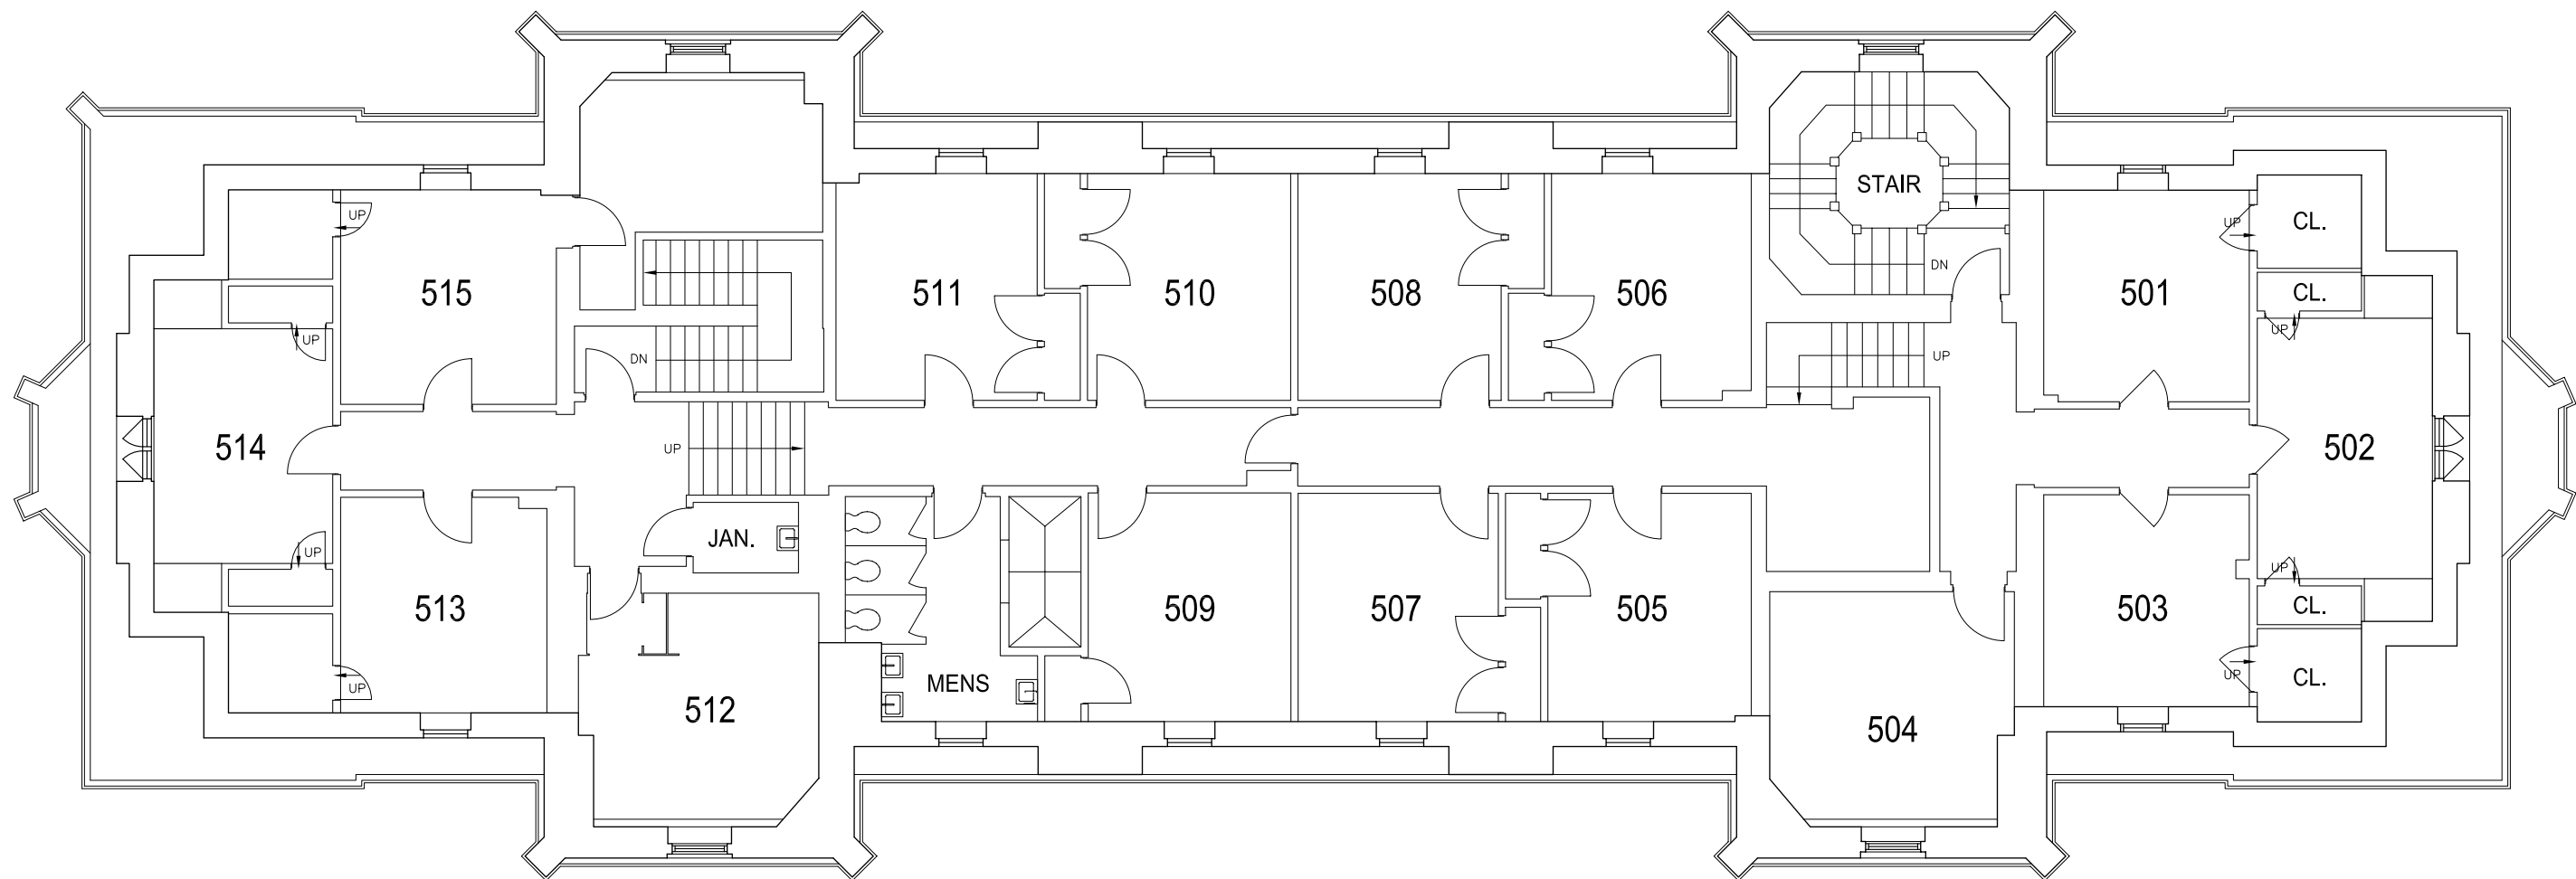 STAIR
UP
UP
CL.
515
511
510
508
506
DN
501
CL.
UP
UP
DN
UP
514
UP
502
JAN.
UP
UP
CL.
513
509
507
505
503
UP
MENS
UP
CL.
512
504